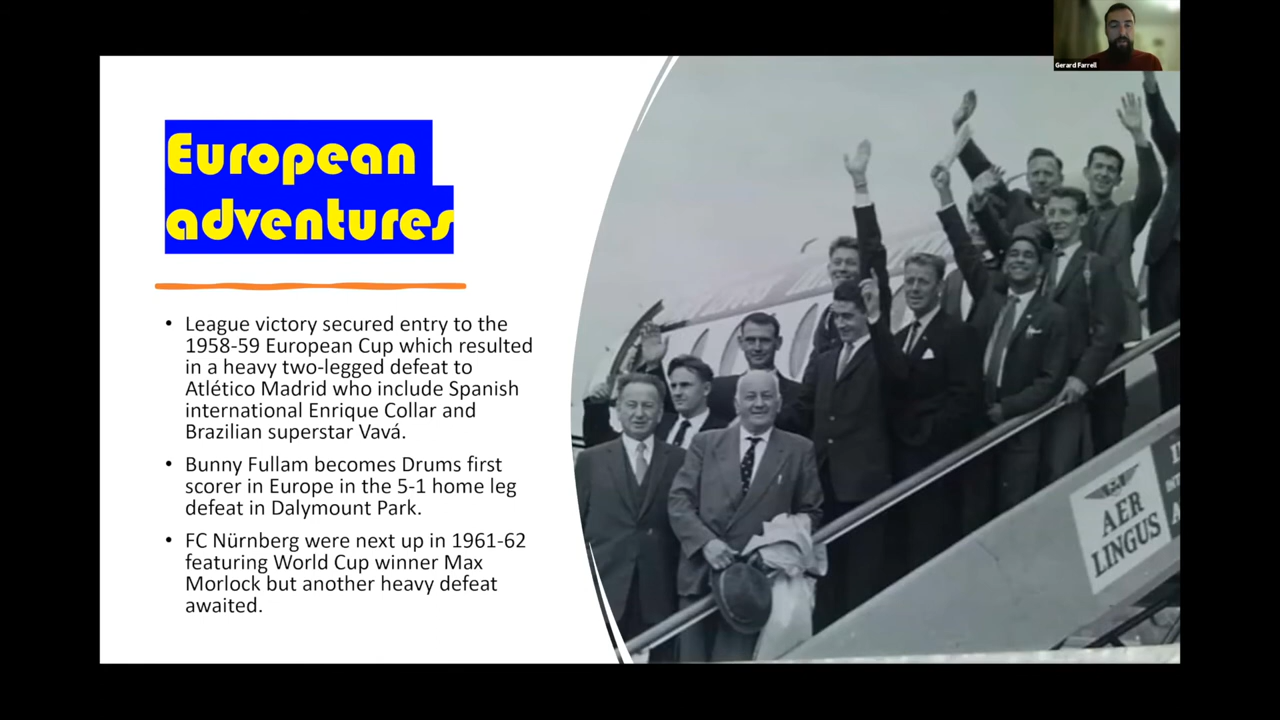 Gerard Farrell
European
adventures
• League victory secured entry to the
1958-59 European Cup which resulted
in a heavy two-legged defeat to
Atlético Madrid who include Spanish
international Enrique Collar and
Brazilian superstar Vavá.
• Bunny Fullam becomes Drums first
scorer in Europe in the 5-1 home leg
defeat in Dalymount Park.
• FC Nürnberg were next up in 1961-62
featuring World Cup winner Max
Morlock but another heavy defeat
awaited.
AER
LINGUS